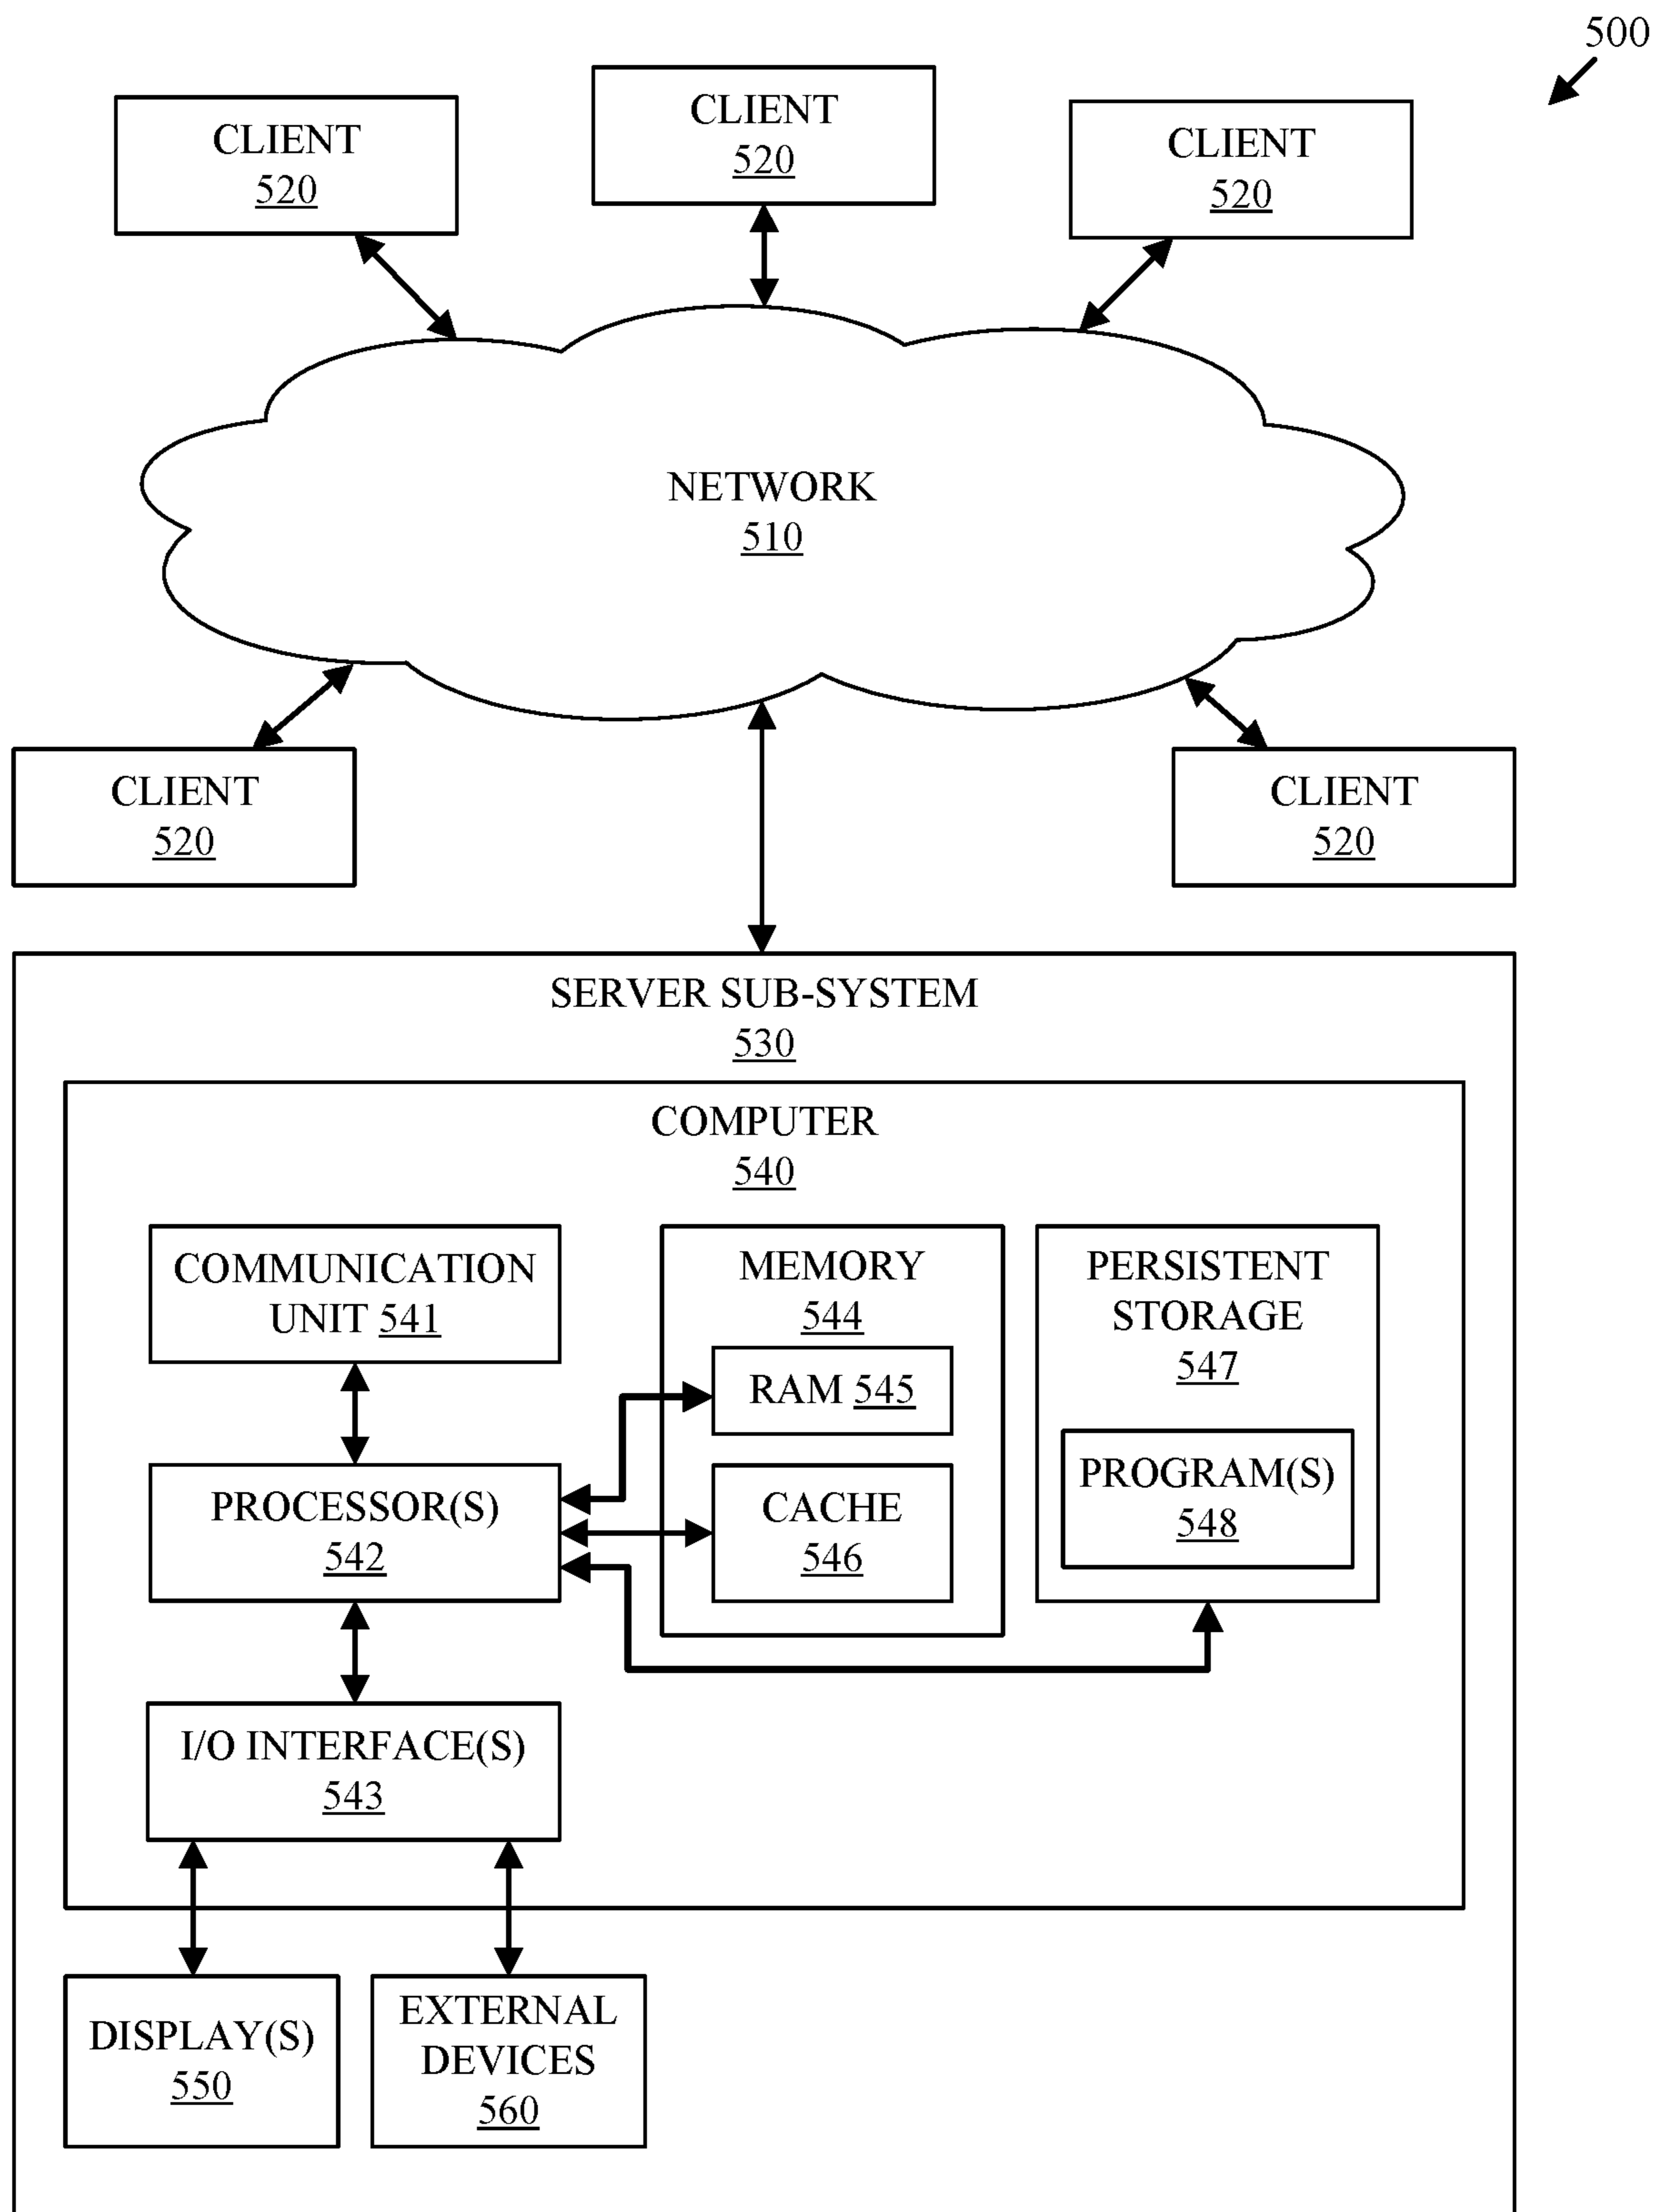 500
CLIENT
520
CLIENT
520
CLIENT
520
NETWORK
510
CLIENT
520
CLIENT
520
SERVER SUB-SYSTEM
530
COMPUTER
540
COMMUNICATION
UNIT 541
MEMORY
544
RAM 545
CACHE
546
PERSISTENT
STORAGE
547
PROGRAM(S)
548
PROCESSOR(S)
542
I/O INTERFACE(S)
543
DISPLAY(S)
550
EXTERNAL
DEVICES
560